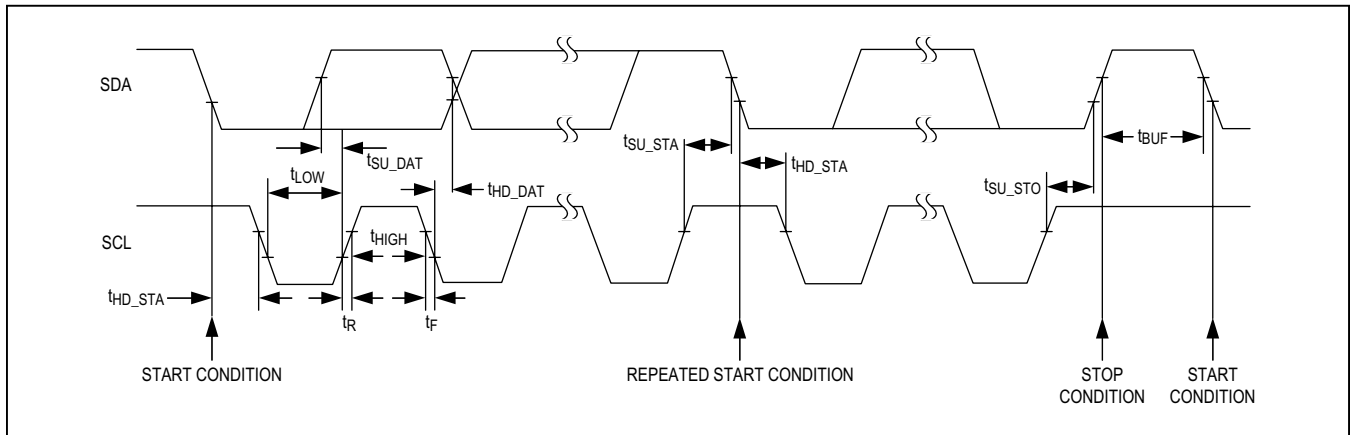 SDA
tSU_DAT
tLOW
tHD_DAT
tSU_STA
tHD_STA
tBUF
tSU_STO
SCL
tHIGH
tHD_STA
tR
tF
START CONDITION
REPEATED START CONDITION
STOP
CONDITION
START
CONDITION